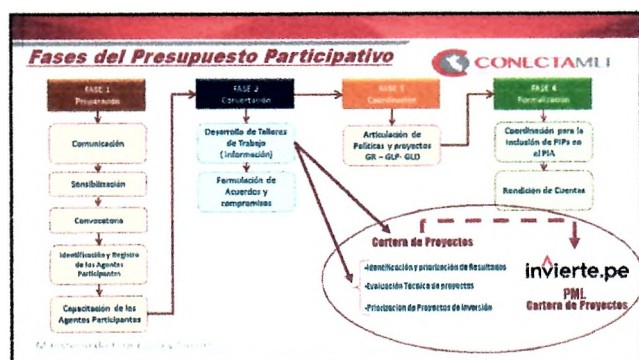 Fases del Presupuesto Participativo
CONECTAMEF
FASE 1
Preparación
FASE 2
Concertación
FASE 3
Coordinación
FASE 4
Formalización
Comunicación
Sensibilización
Convocatoria
Identificación y Registro
de los Agentes
Participantes
Capacitación de los
Agentes Participantes
Desarrollo de Talleres
de Trabajo
(Información)
Formulación de
Acuerdos y
compromisos
Articulación de
Políticas y proyectos
GR – GLP- GLD
Coordinación para la
inclusión de PIPs en
el PIA
Rendición de Cuentas
Cartera de Proyectos
-Identificación y priorización de Resultados
-Evaluación Técnica de proyectos
-Priorización de Proyectos de Inversión
invierte.pe
PMI
Cartera de Proyectos